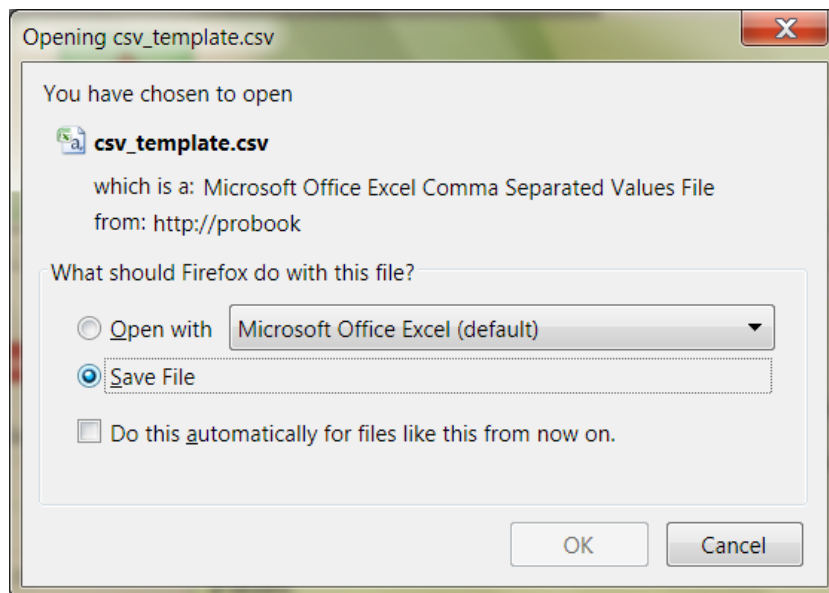 Opening csv_template.csv
X
You have chosen to open
csv_template.csv
which is a: Microsoft Office Excel Comma Separated Values File
from: http://probook
What should Firefox do with this file?
Open with Microsoft Office Excel (default)
Save File
Do this automatically for files like this from now on.
OK Cancel